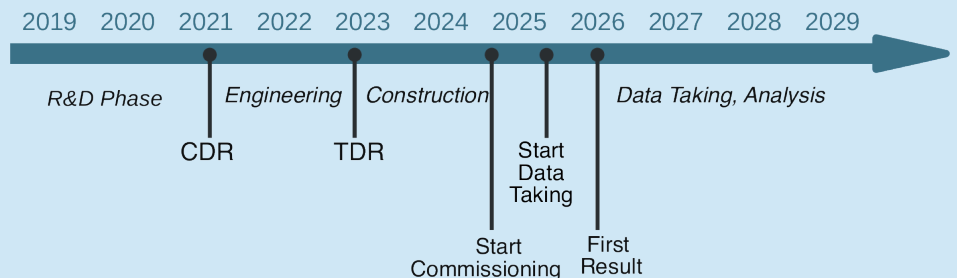 2019 2020 2021 2022 2023 2024 2025 2026 2027 2028 2029
R&D Phase Engineering Construction Data Taking, Analysis
CDR TDR Start
Data
Taking
Start First
Commissioning Result